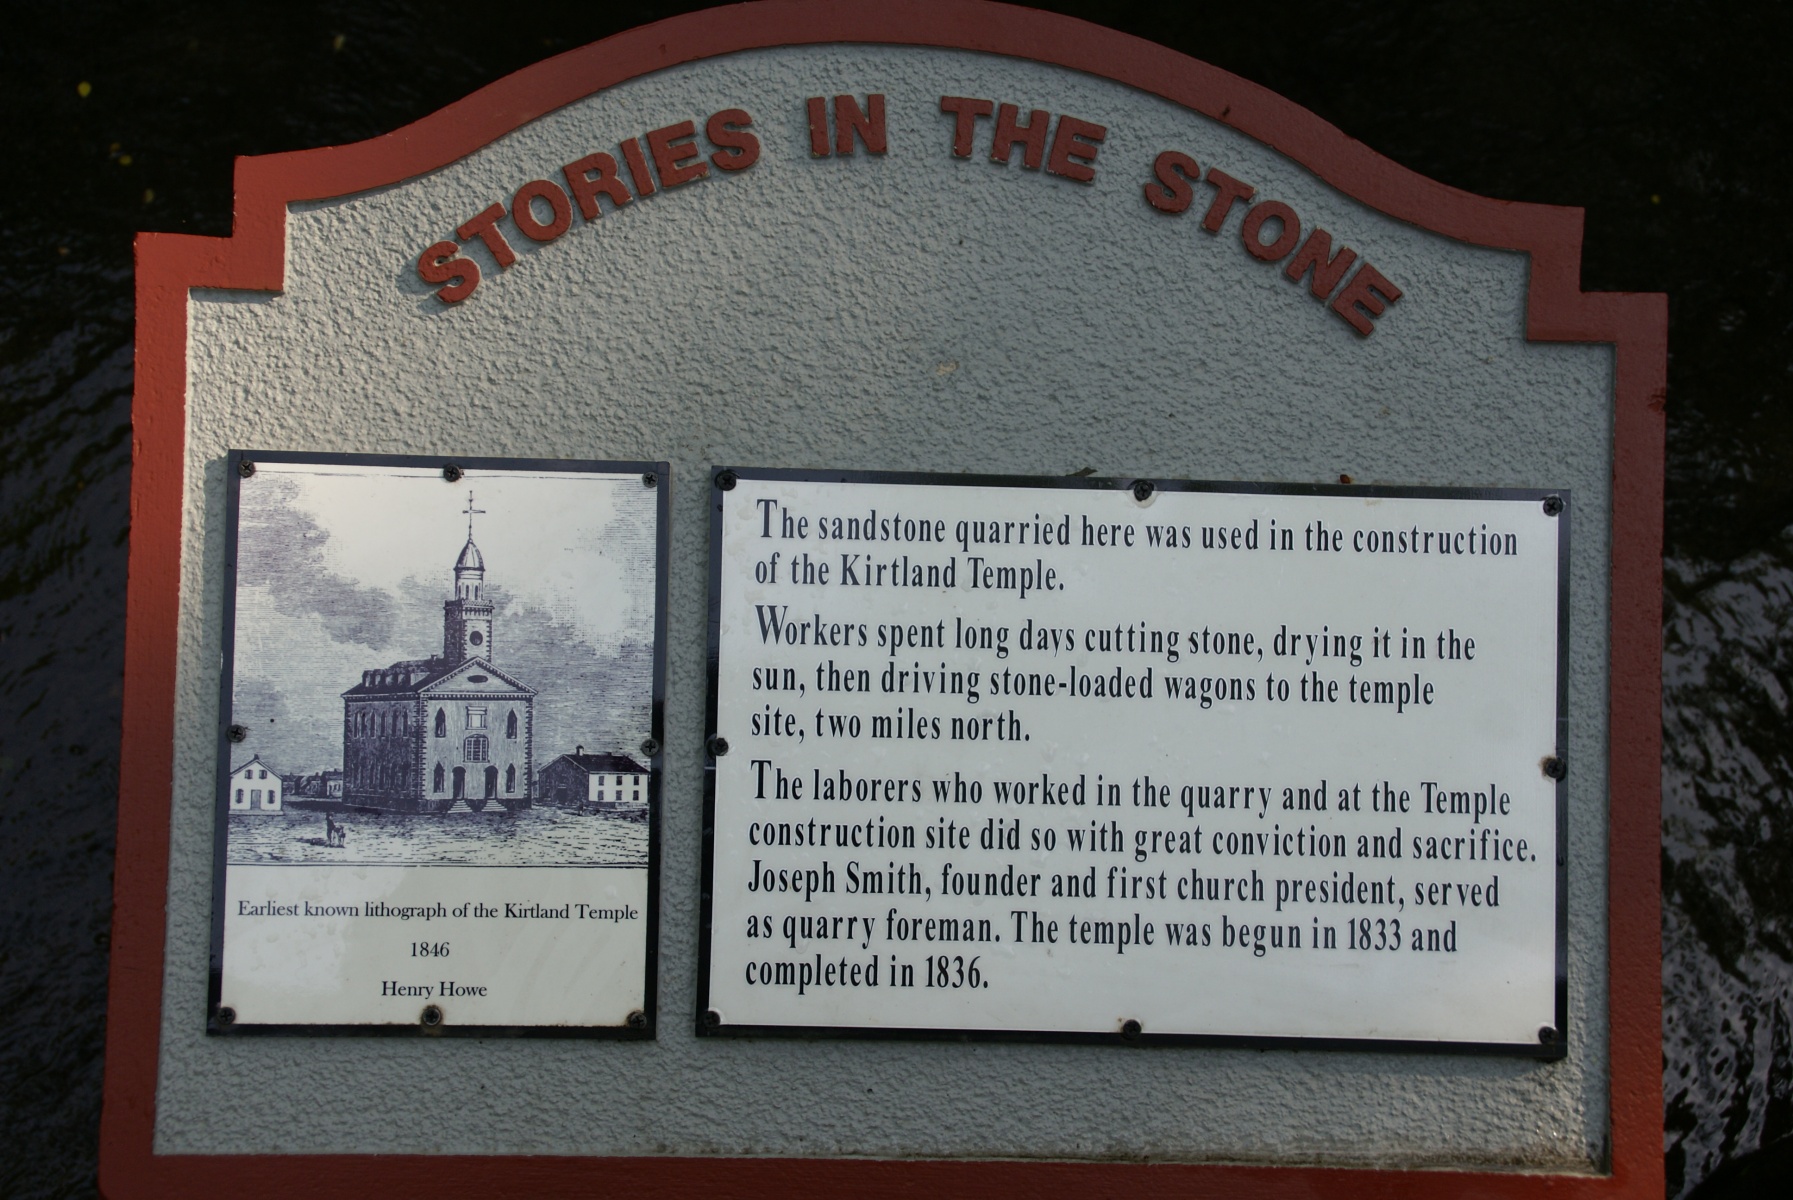 STORIES IN THE STONE
Earliest known lithograph of the Kirtland Temple
1846
Henry Howe
The sandstone quarried here was used in the construction
of the Kirtland Temple.
Workers spent long days cutting stone, drying it in the
sun, then driving stone-loaded wagons to the temple
site, two miles north.
The laborers who worked in the quarry and at the Temple
construction site did so with great conviction and sacrifice.
Joseph Smith, founder and first church president, served
as quarry foreman. The temple was begun in 1833 and
completed in 1836.